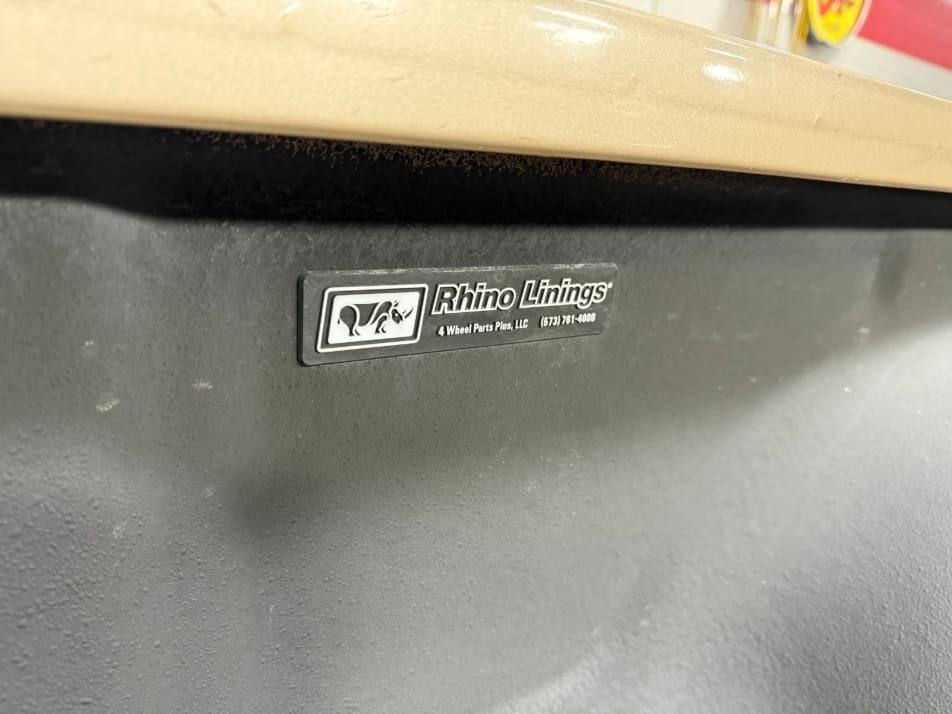 Rhino Linings®
4 Wheel Parts Plus, LLC (573) 761-4000